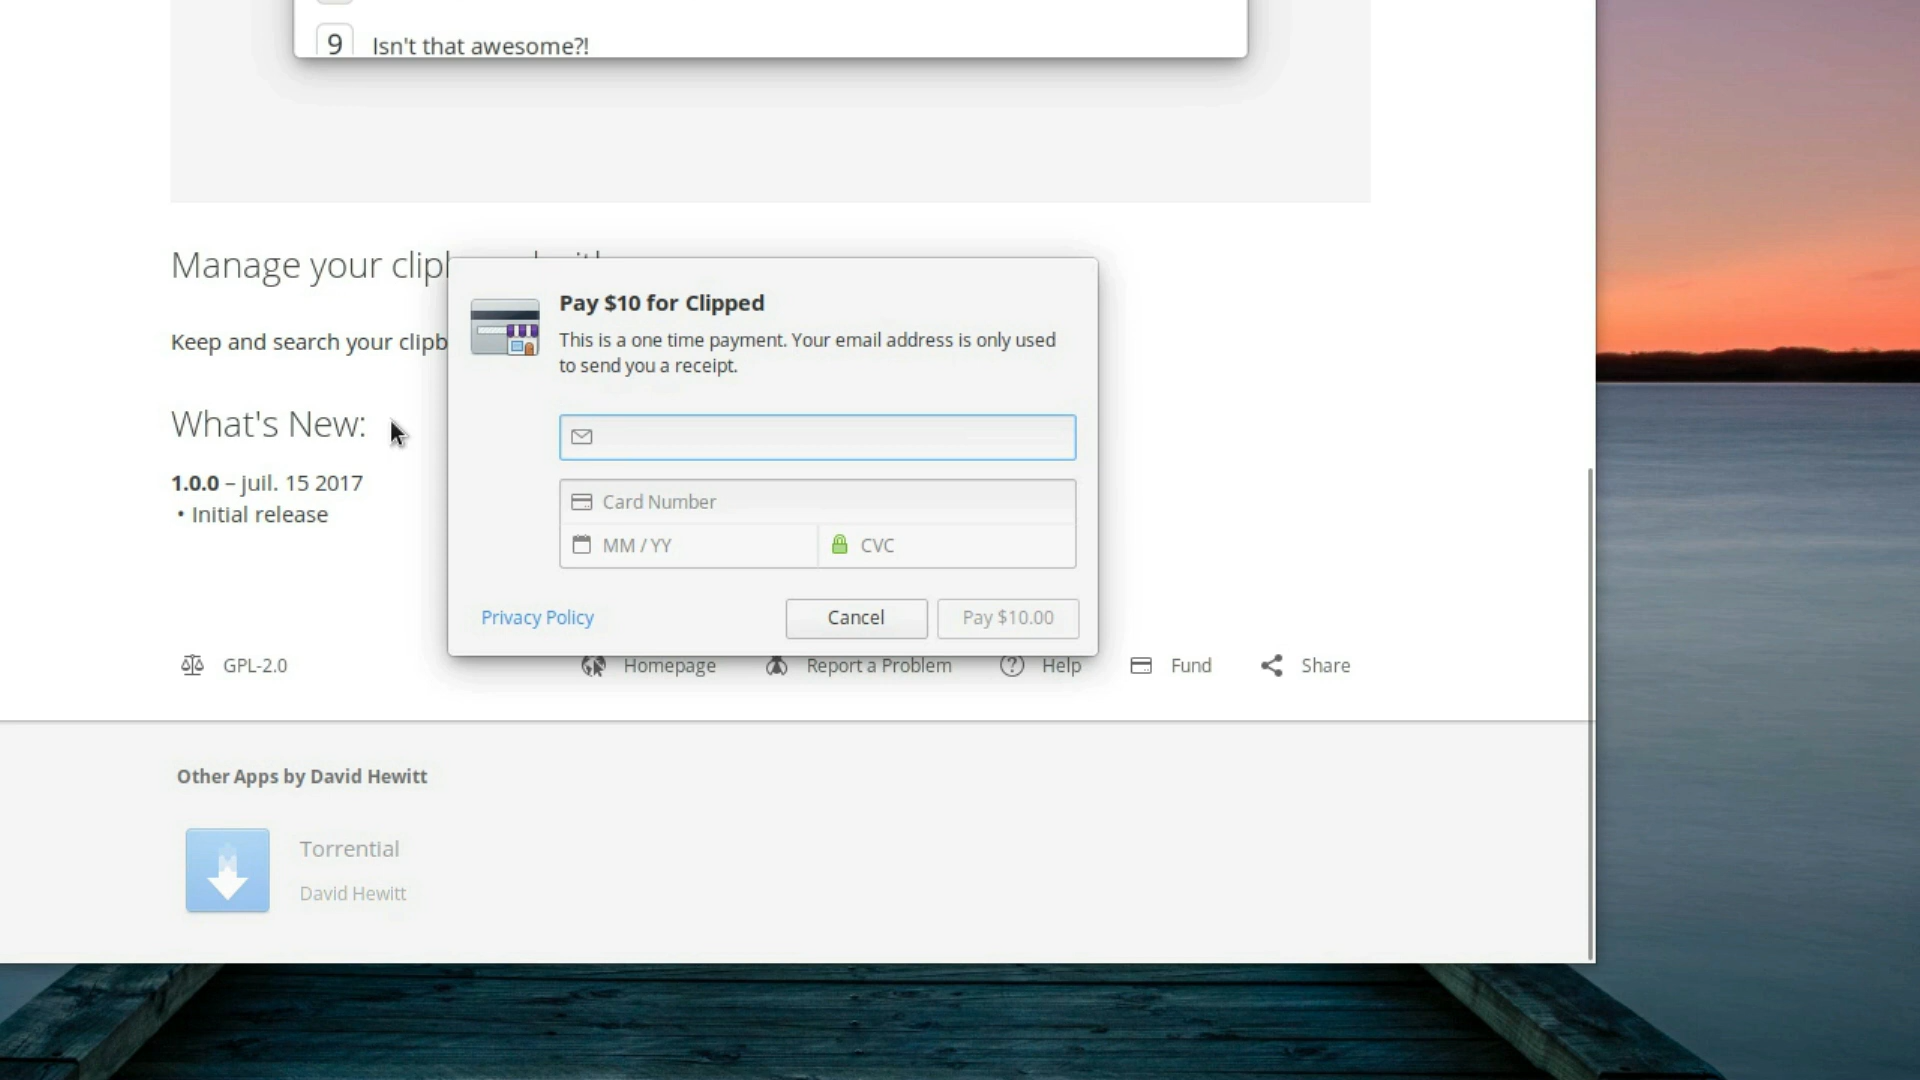 9 Isn't that awesome?!
Manage your clip
Keep and search your clipb
What's New:
1.0.0 – juil. 15 2017
• Initial release
Pay $10 for Clipped
This is a one time payment. Your email address is only used
to send you a receipt.
Card Number
MM / YY CVC
Privacy Policy Cancel Pay $10.00
GPL-2.0 Homepage Report a Problem Help Fund Share
Other Apps by David Hewitt
Torrential
David Hewitt